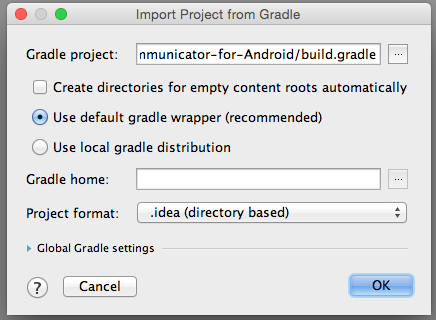 Import Project from Gradle
Gradle project: nmunicator-for-Android/build.gradle ...
Create directories for empty content roots automatically
Use default gradle wrapper (recommended)
Use local gradle distribution
Gradle home: ...
Project format: .idea (directory based)
Global Gradle settings
? Cancel OK